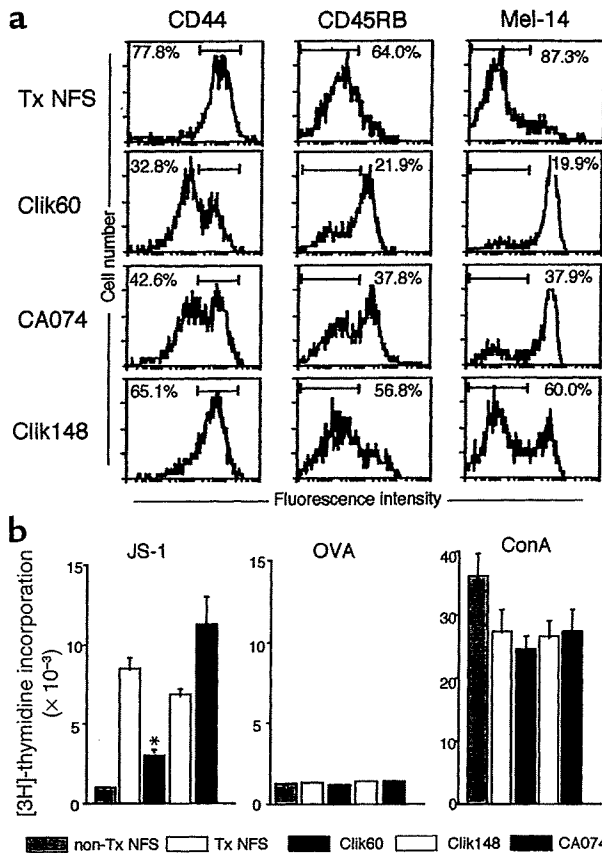 a
CD44 CD45RB Mel-14
Tx NFS 77.8% 64.0% 87.3%
Clik60 32.8% 21.9% 19.9%
CA074 42.6% 37.8% 37.9%
Clik148 65.1% 56.8% 60.0%
Cell number
Fluorescence intensity
b
JS-1 OVA ConA
[3H]-thymidine incorporation
(× 10⁻³)
15 15 40
10 10 30
5 5 20
0 0 10
0
*
non-Tx NFS Tx NFS Clik60 Clik148 CA074